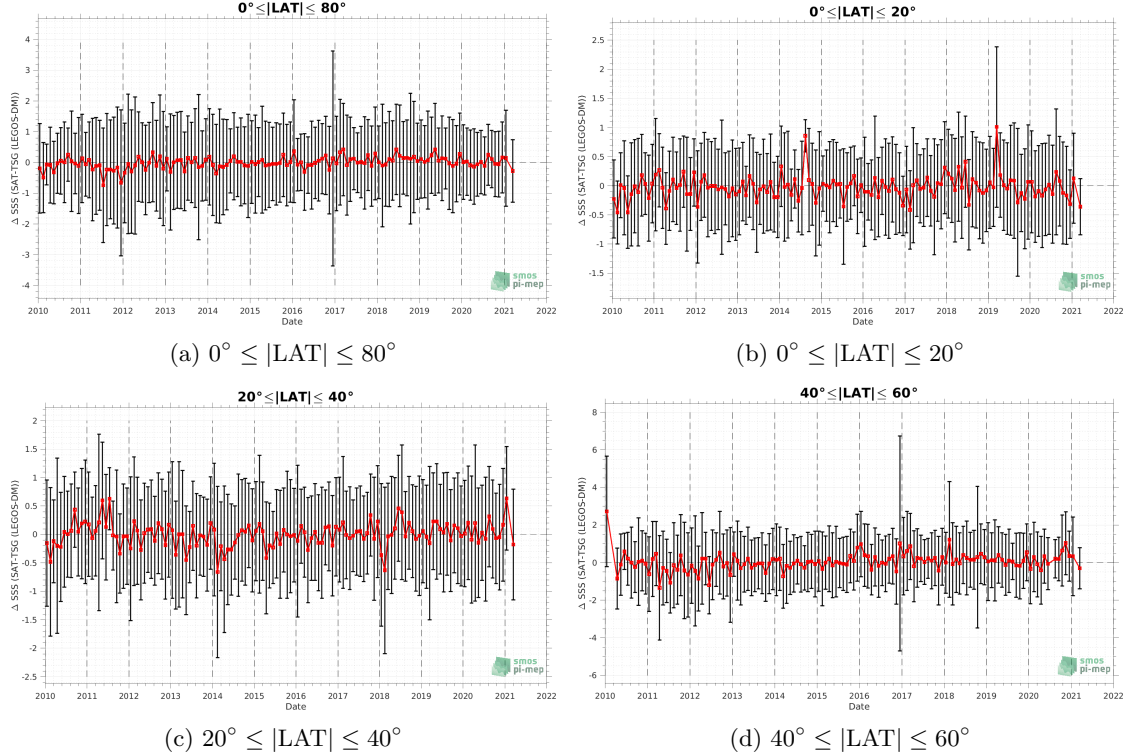 0°≤|LAT|≤ 80°
Δ SSS (SAT-TSG (LEGOS-DM))
4
3
2
1
0
-1
-2
-3
-4
2010 2011 2012 2013 2014 2015 2016 2017 2018 2019 2020 2021 2022
Date
smos
pi-mep
(a) 0° ≤ |LAT| ≤ 80°
0°≤|LAT|≤ 20°
Δ SSS (SAT-TSG (LEGOS-DM))
2.5
2
1.5
1
0.5
0
-0.5
-1
-1.5
2010 2011 2012 2013 2014 2015 2016 2017 2018 2019 2020 2021 2022
Date
smos
pi-mep
(b) 0° ≤ |LAT| ≤ 20°
20°≤|LAT|≤ 40°
Δ SSS (SAT-TSG (LEGOS-DM))
2
1.5
1
0.5
0
-0.5
-1
-1.5
-2
-2.5
2010 2011 2012 2013 2014 2015 2016 2017 2018 2019 2020 2021 2022
Date
smos
pi-mep
(c) 20° ≤ |LAT| ≤ 40°
40°≤|LAT|≤ 60°
Δ SSS (SAT-TSG (LEGOS-DM))
8
6
4
2
0
-2
-4
-6
2010 2011 2012 2013 2014 2015 2016 2017 2018 2019 2020 2021 2022
Date
smos
pi-mep
(d) 40° ≤ |LAT| ≤ 60°